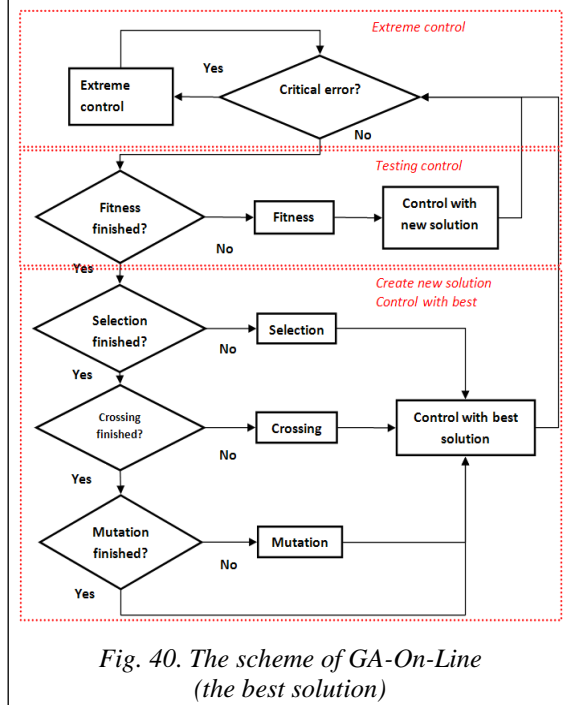 Extreme control
Yes
Extreme
control
Critical error?
No
Testing control
Fitness
finished?
No
Fitness
Control with
new solution
Yes
Create new solution
Control with best
Selection
finished?
No
Selection
Yes
Crossing
finished?
No
Crossing
Control with best
solution
Yes
Mutation
finished?
No
Mutation
Yes
Fig. 40. The scheme of GA-On-Line
(the best solution)